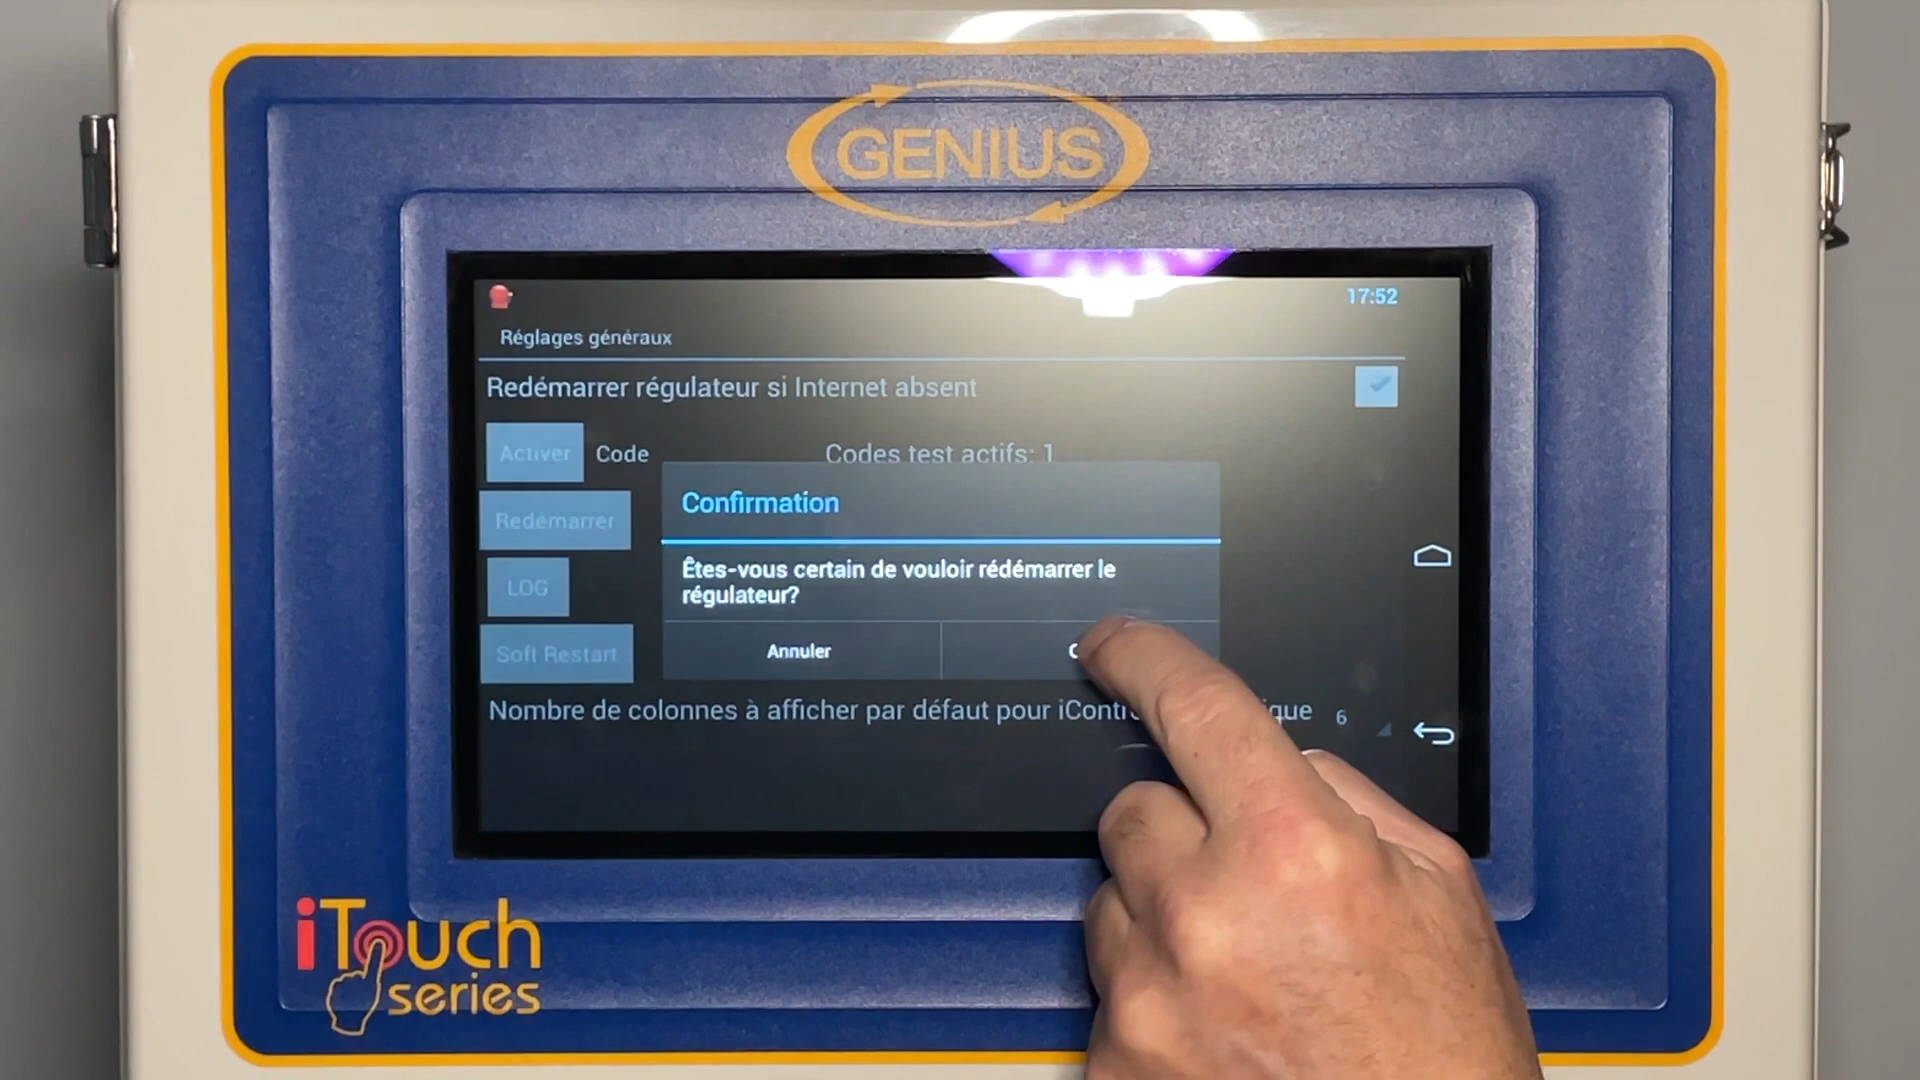 GENIUS
17:52
Réglages généraux
Redémarrer régulateur si Internet absent
Activer Code Codes test actifs: 1
Confirmation
Redémarrer
Êtes-vous certain de vouloir rédémarrer le
régulateur?
LOG
Annuler
Soft Restart
Nombre de colonnes à afficher par défaut pour 6
iTouch
series